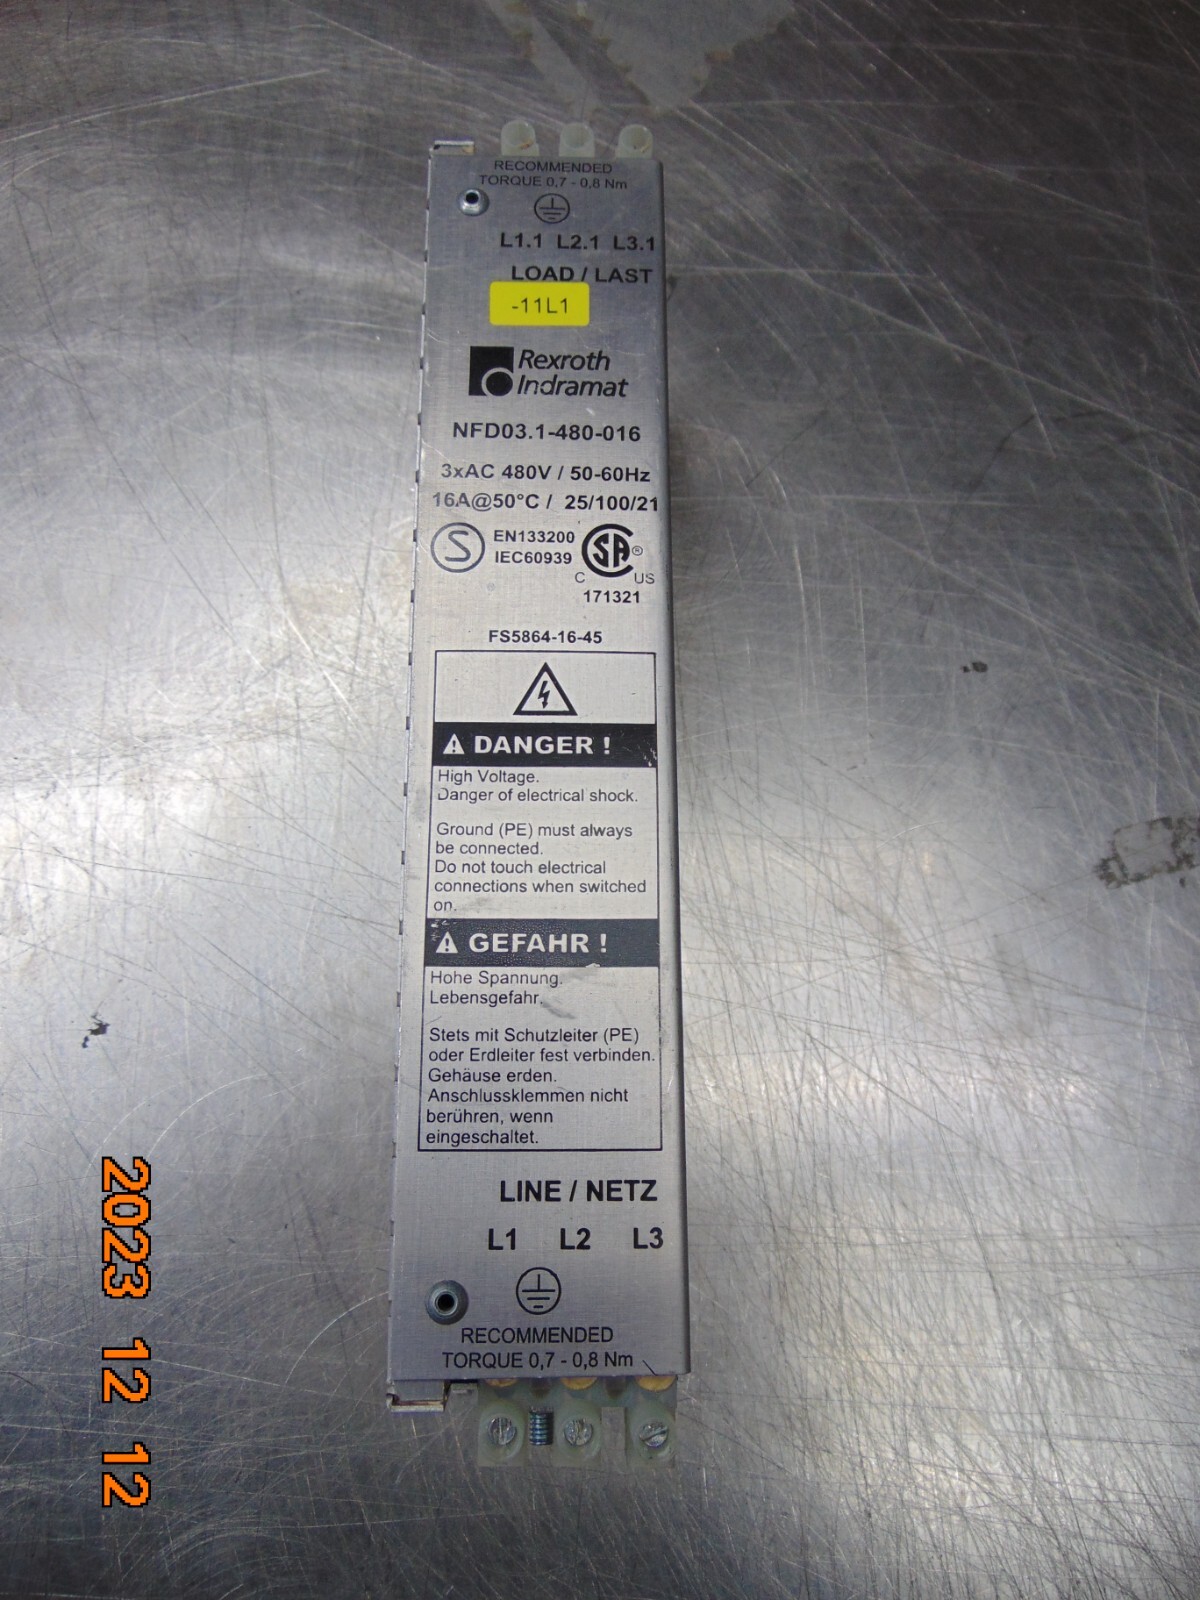 RECOMMENDED
TORQUE 0,7 - 0,8 Nm
L1.1 L2.1 L3.1
LOAD / LAST
-11L1
Rexroth
Indramat
NFD03.1-480-016
3xAC 480V / 50-60Hz
16A@50°C / 25/100/21
S EN133200 SA ®
IEC60939
C US
171321
FS5864-16-45
DANGER !
High Voltage.
Danger of electrical shock.
Ground (PE) must always
be connected.
Do not touch electrical
connections when switched
on.
GEFAHR !
Hohe Spannung.
Lebensgefahr.
Stets mit Schutzleiter (PE)
oder Erdleiter fest verbinden.
Gehäuse erden.
Anschlussklemmen nicht
berühren, wenn
eingeschaltet.
LINE / NETZ
L1 L2 L3
RECOMMENDED
TORQUE 0,7 - 0,8 Nm
2023 12 12